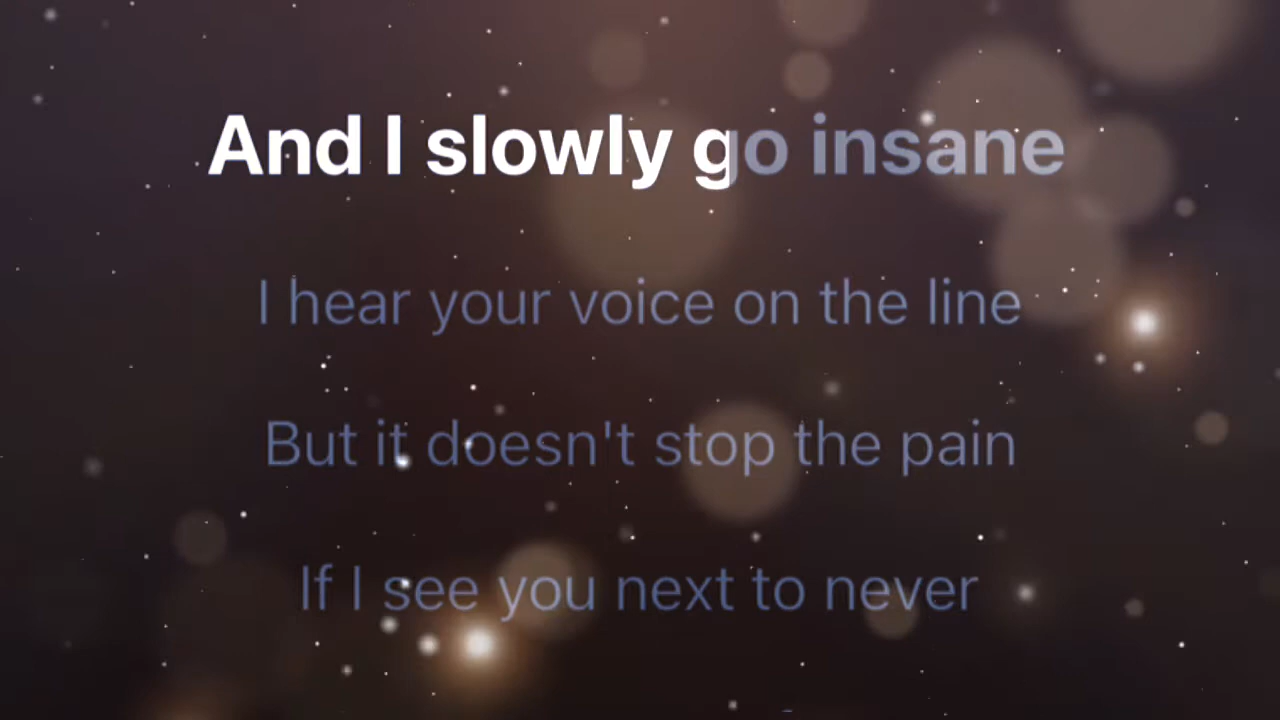 And I slowly go insane
I hear your voice on the line
But it doesn't stop the pain
If I see you next to never